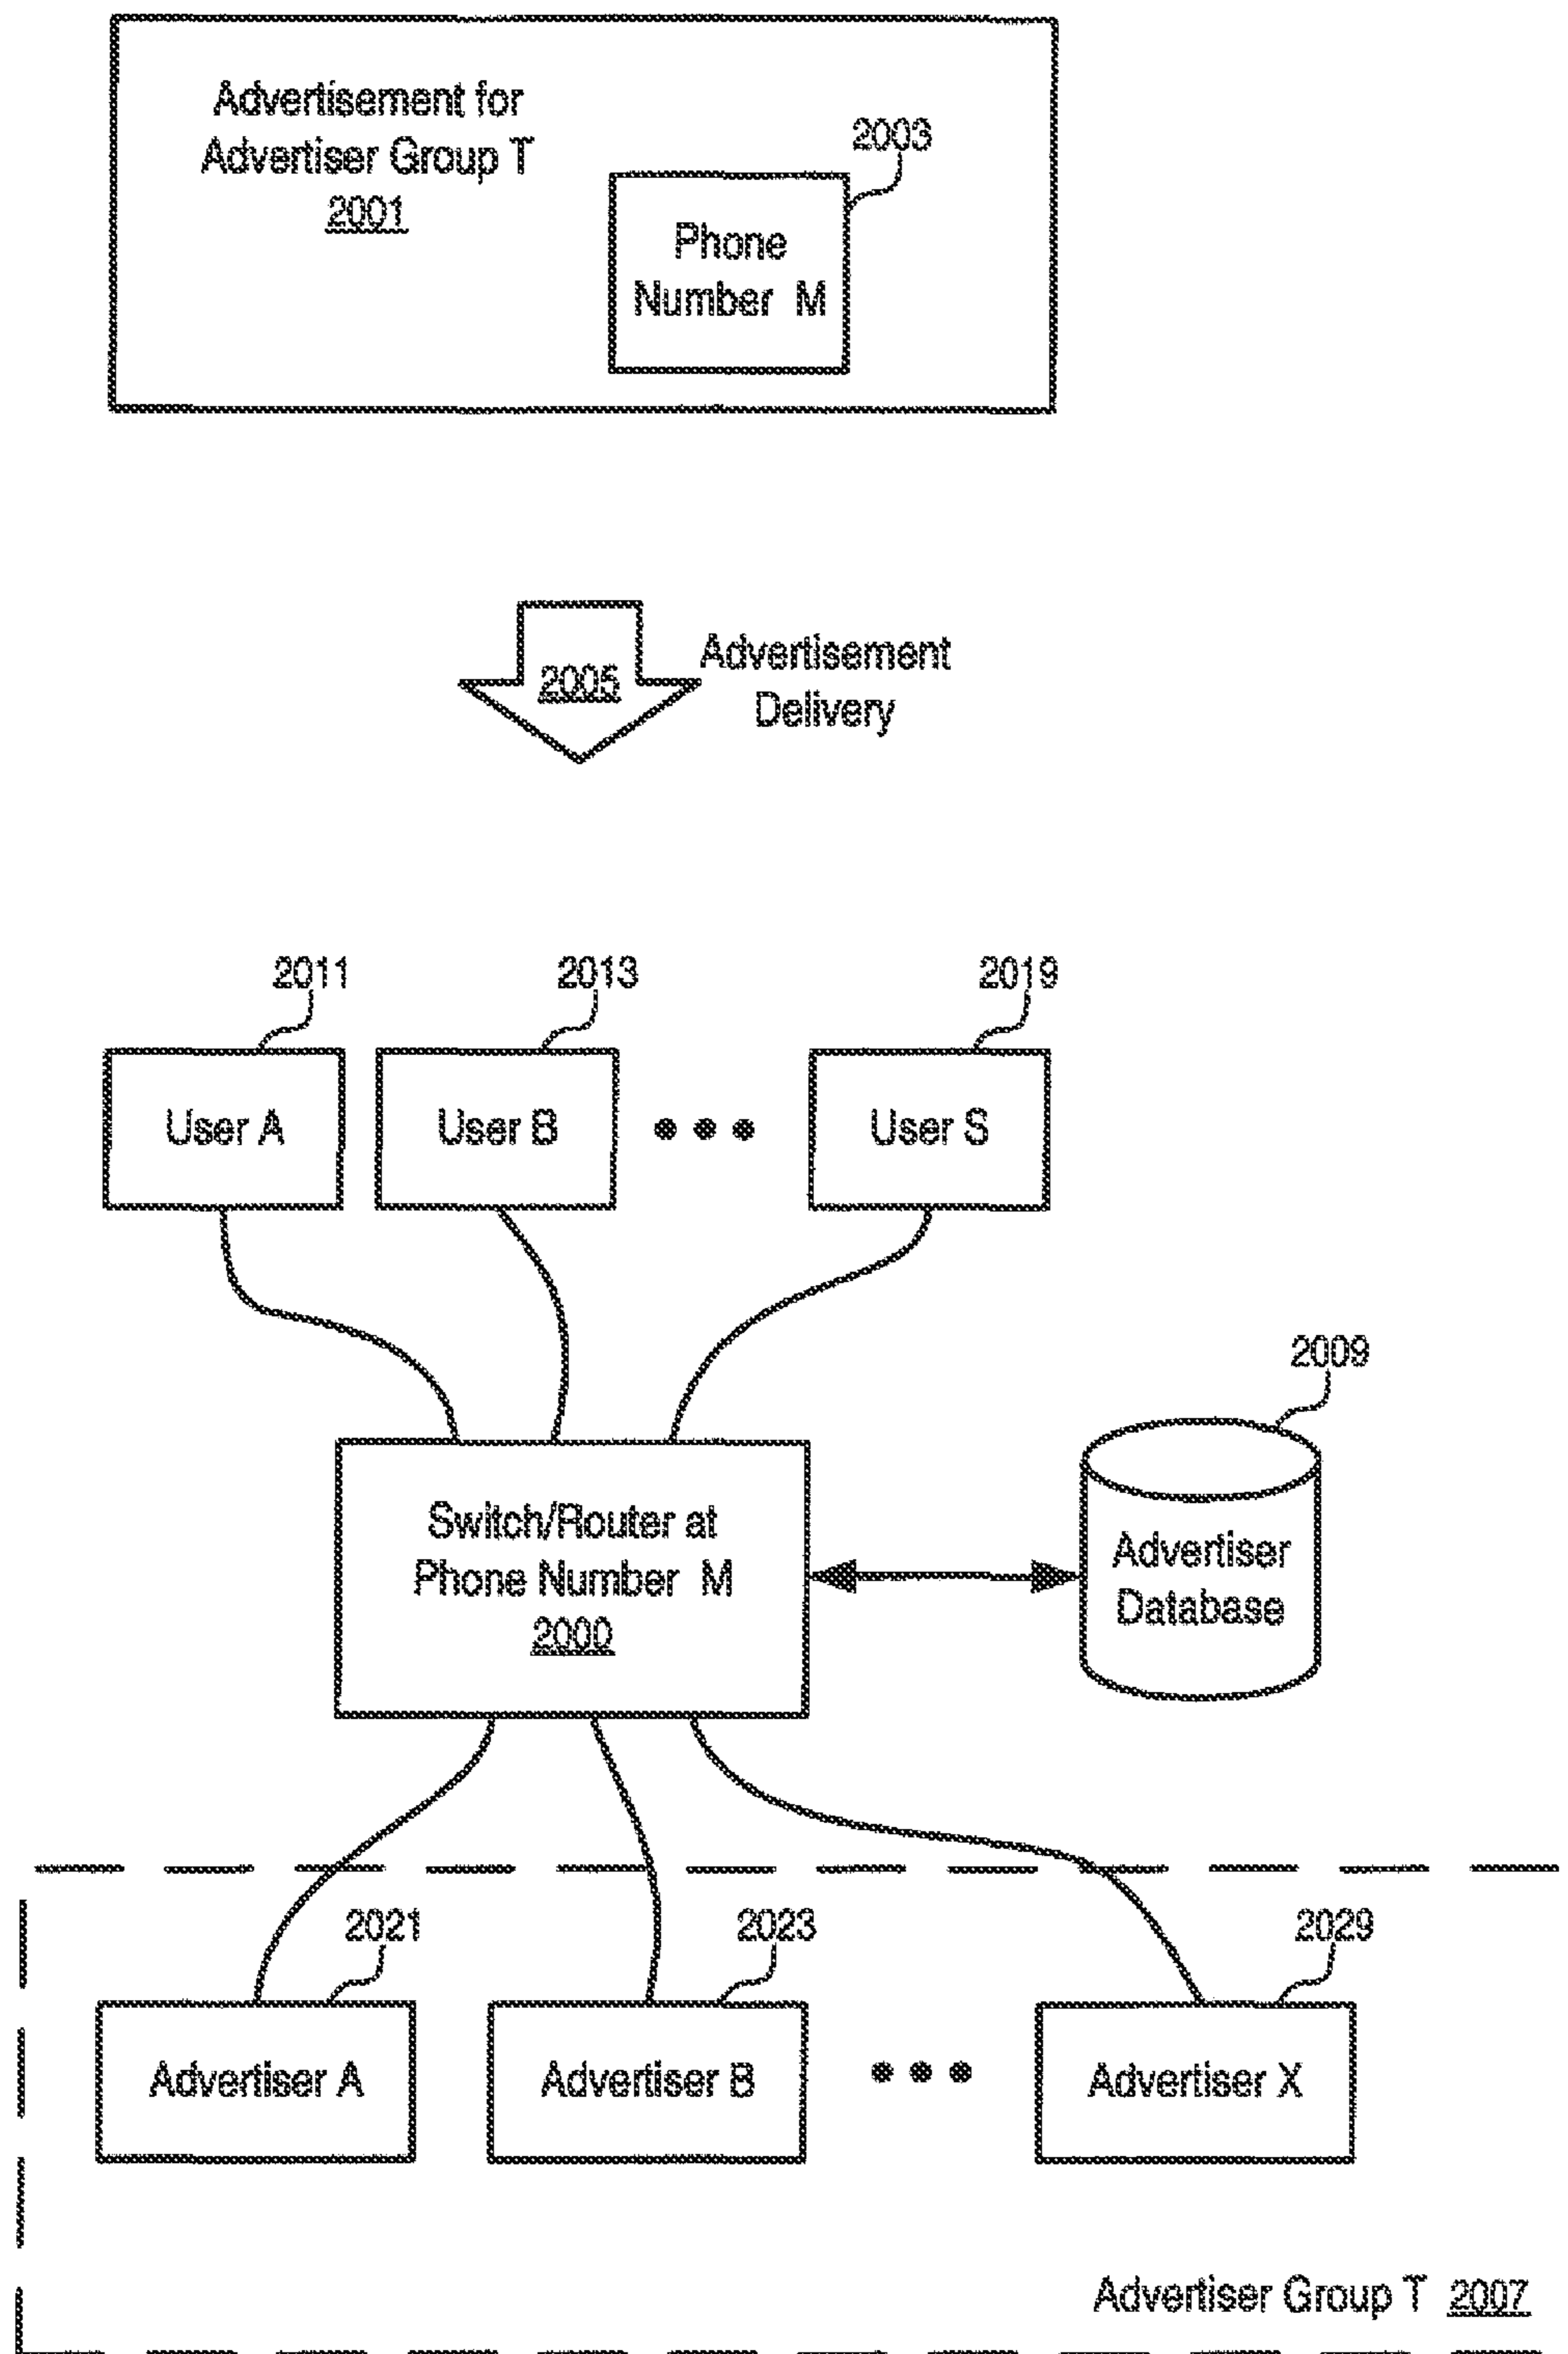 Advertisement for
Advertiser Group T
2001
2003
Phone
Number M
2005
Advertisement
Delivery
2011
2013
2019
User A
User B
User S
2009
Switch/Router at
Phone Number M
2000
Advertiser
Database
2021
2023
2029
Advertiser A
Advertiser B
Advertiser X
Advertiser Group T 2007